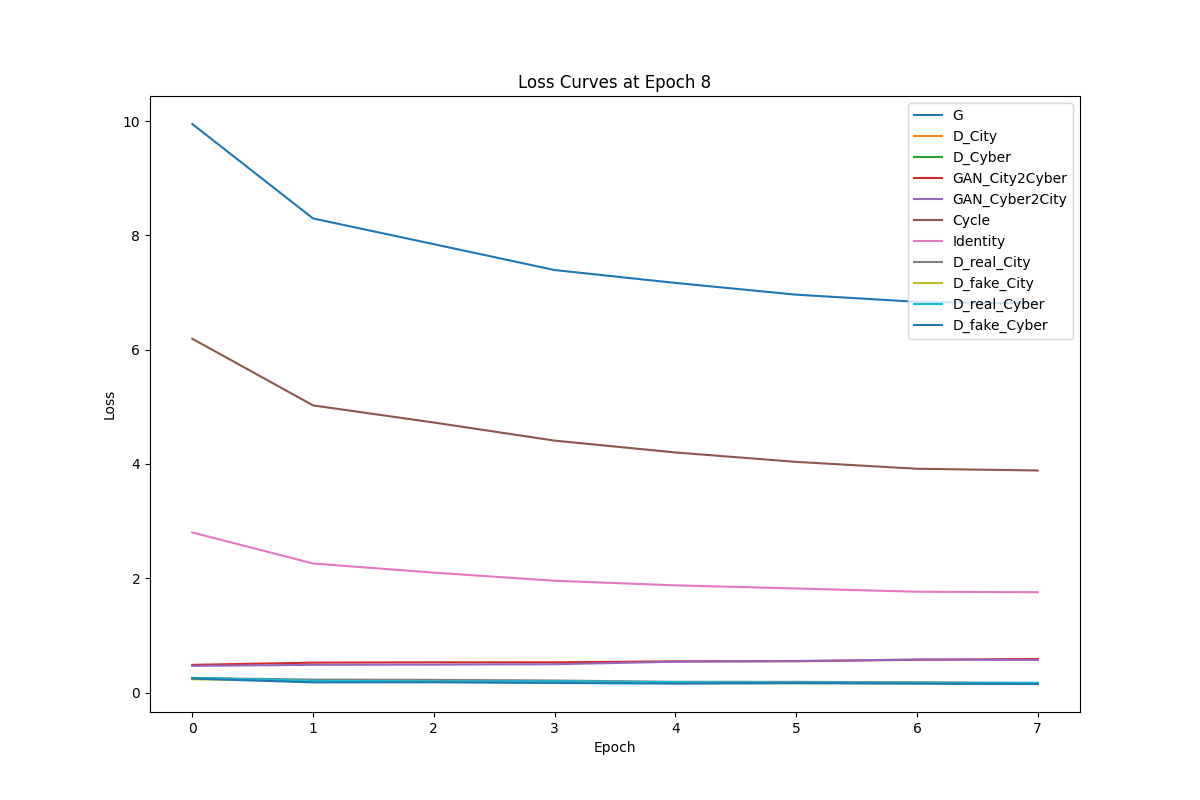 Loss Curves at Epoch 8
10
8
6
4
2
0
Loss
0 1 2 3 4 5 6 7
Epoch
G
D_City
D_Cyber
GAN_City2Cyber
GAN_Cyber2City
Cycle
Identity
D_real_City
D_fake_City
D_real_Cyber
D_fake_Cyber